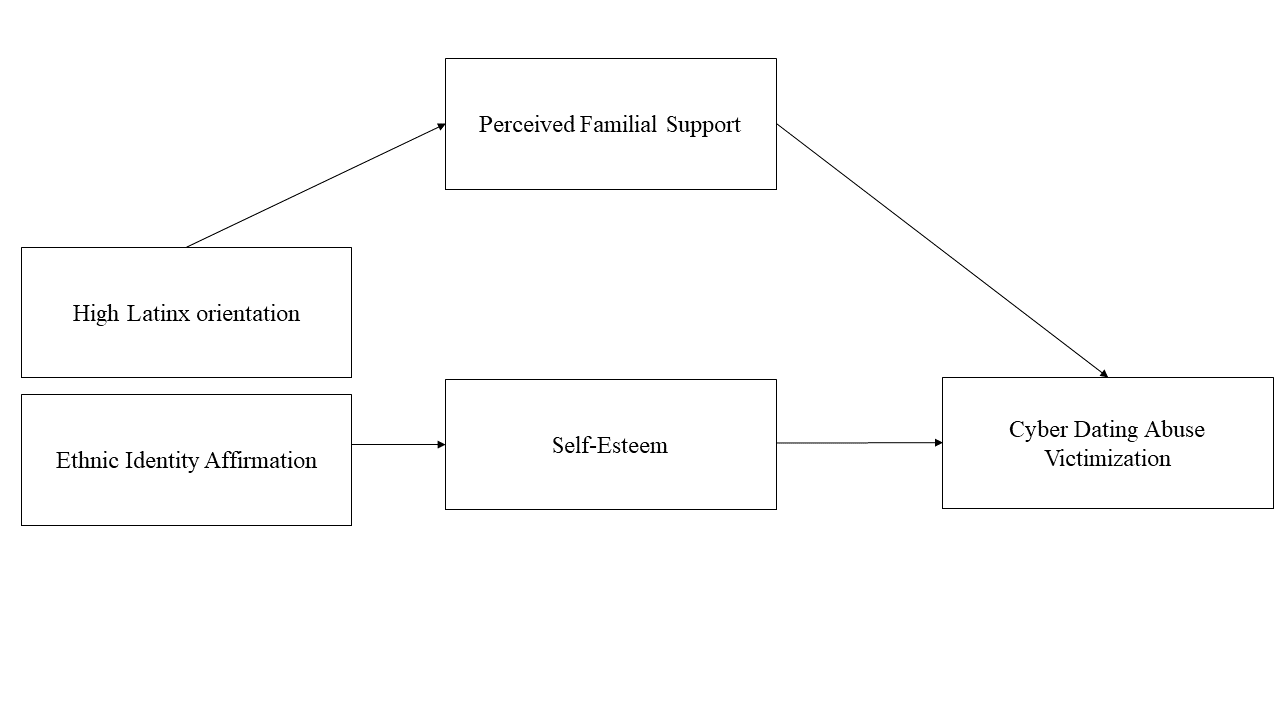 Perceived Familial Support
High Latinx orientation
Ethnic Identity Affirmation
Self-Esteem
Cyber Dating Abuse
Victimization